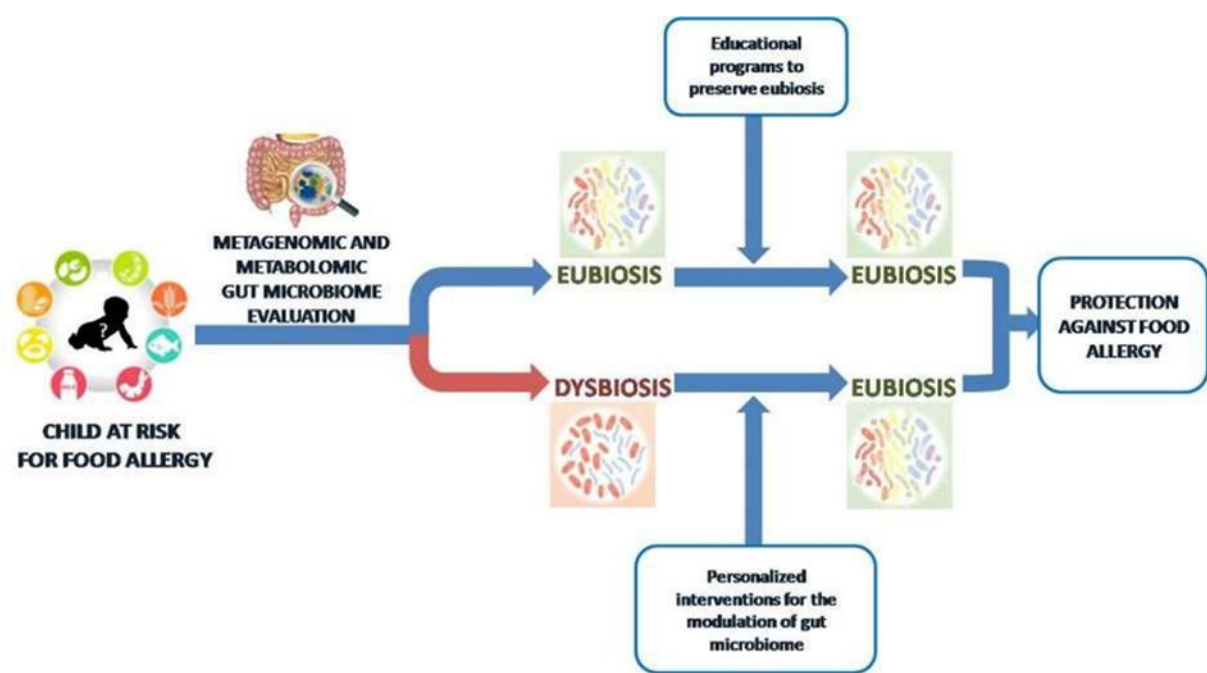 Educational
programs to
preserve eubiosis
METAGENOMIC AND
METABOLOMIC
GUT MICROBIOME
EVALUATION
?
CHILD AT RISK
FOR FOOD ALLERGY
EUBIOSIS
EUBIOSIS
DYSBIOSIS
EUBIOSIS
PROTECTION
AGAINST FOOD
ALLERGY
Personalized
interventions for the
modulation of gut
microbiome